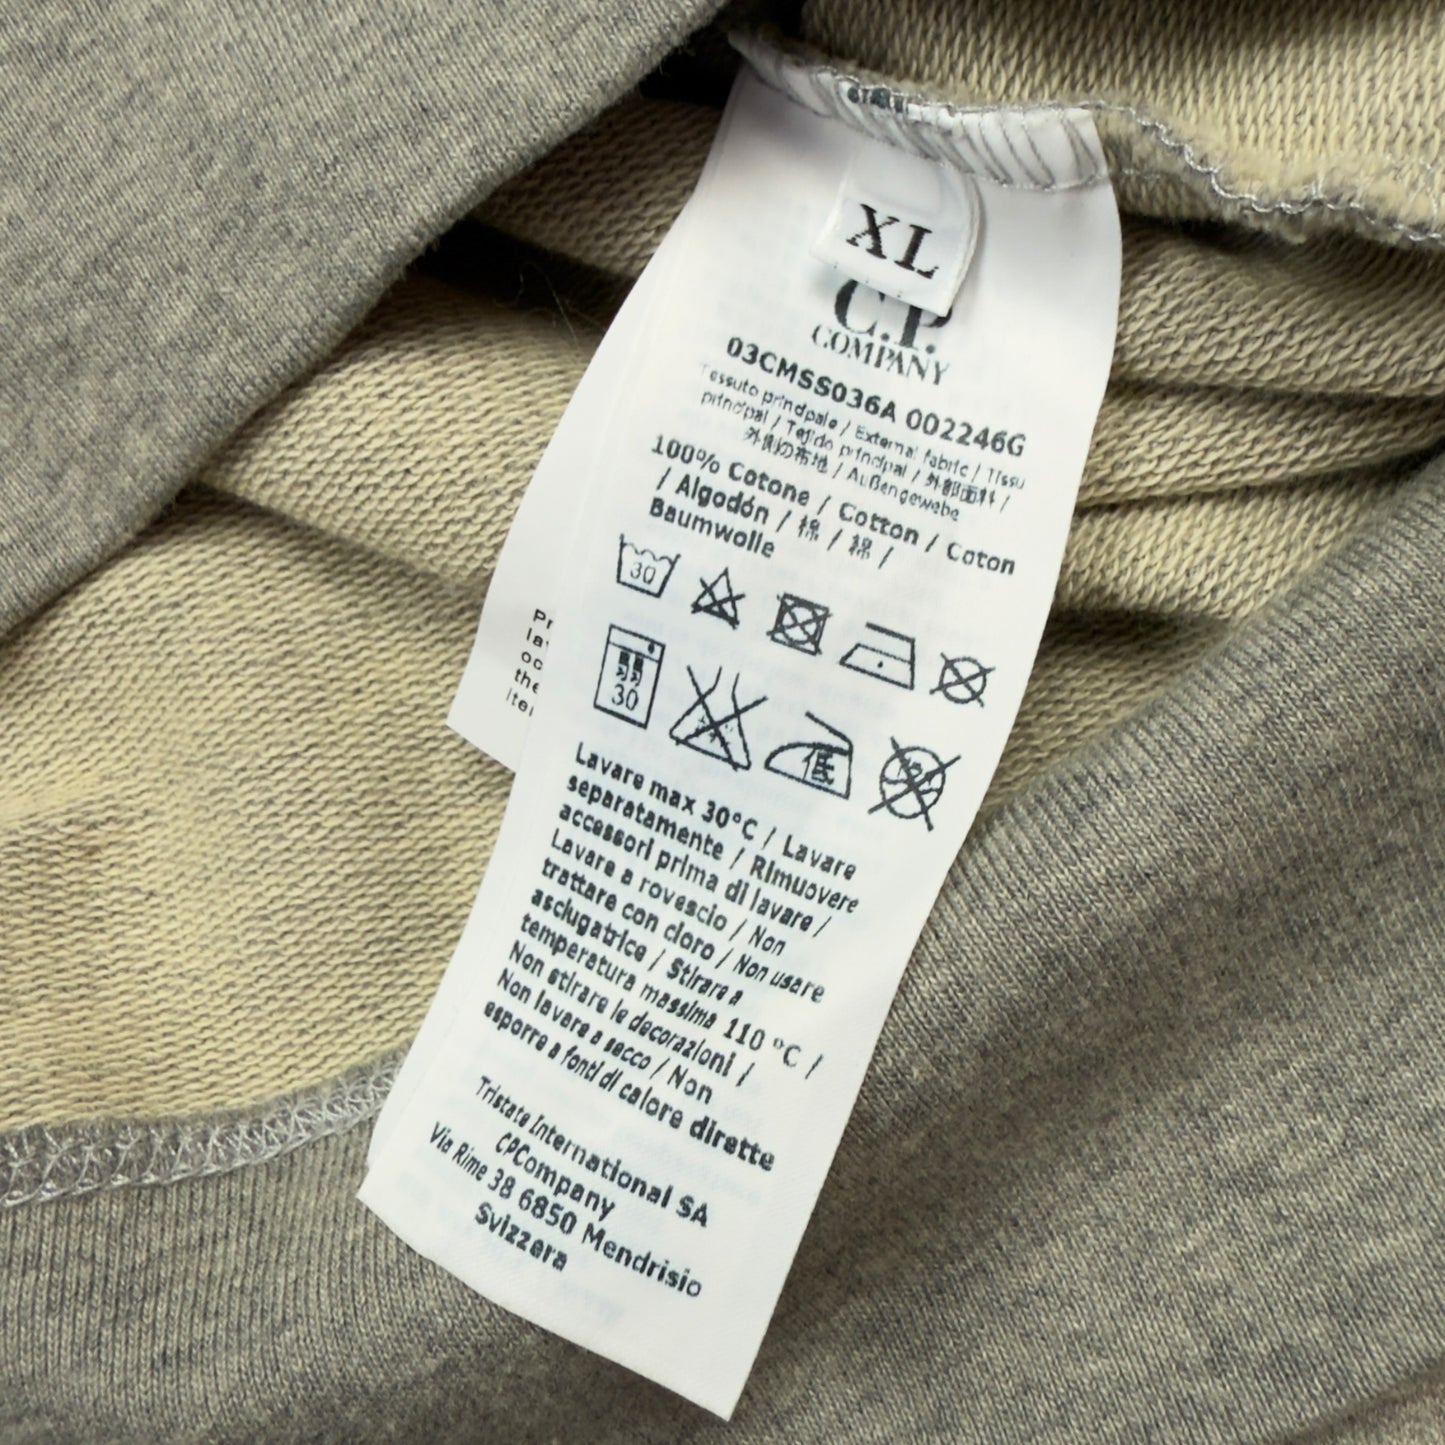 XL
C.P.
COMPANY
03CMSS036A 002246G
Tessuto principale / External fabric / Tissu
principal / Tejido principal / 外部面料 /
外側の布地 / Außengewebe
100% Cotone / Cotton / Coton
/ Algodón / 棉 / 綿 /
Baumwolle
30
30
低
Lavare max 30°C / Lavare
separatamente / Rimuovere
accessori prima di lavare /
Lavare a rovescio / Non
trattare con cloro / Non usare
asciugatrice / Stirare a
temperatura massima 110 °C /
Non stirare le decorazioni /
Non lavare a secco / Non
esporre a fonti di calore dirette
Tristate International SA
CPCompany
Via Rime 38 6850 Mendrisio
Svizzera
the